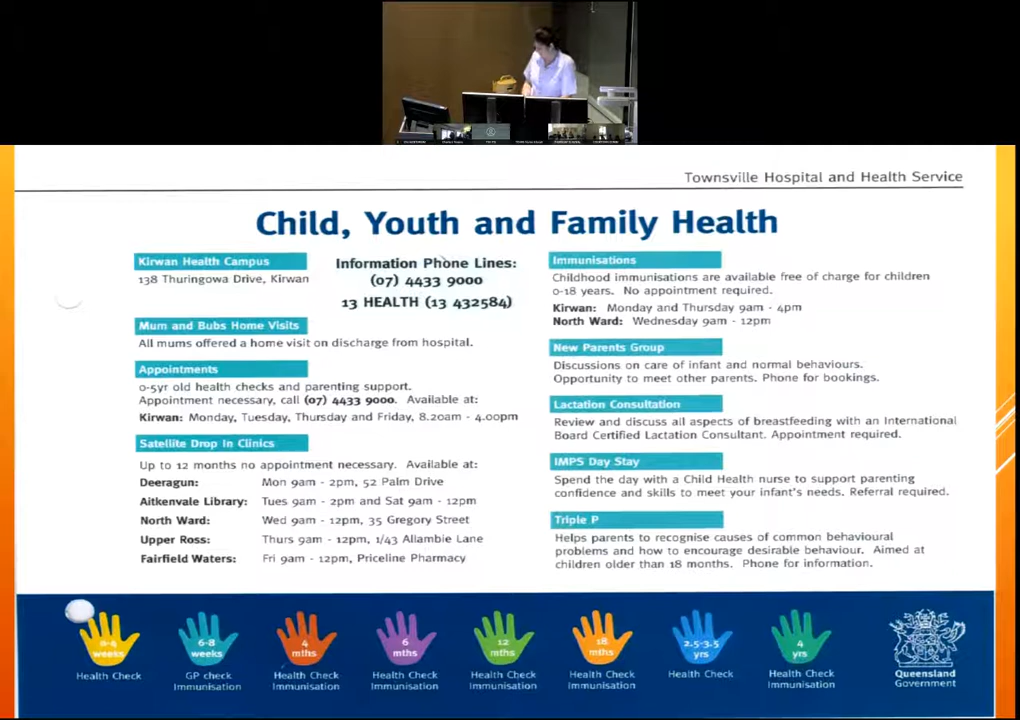 Townsville Hospital and Health Service
Child, Youth and Family Health
Kirwan Health Campus
138 Thuringowa Drive, Kirwan
Information Phone Lines:
(07) 4433 9000
13 HEALTH (13 432584)
Mum and Bubs Home Visits
All mums offered a home visit on discharge from hospital.
Appointments
0-5yr old health checks and parenting support.
Appointment necessary, call (07) 4433 9000. Available at:
Kirwan: Monday, Tuesday, Thursday and Friday, 8.20am - 4.00pm
Satellite Drop In Clinics
Up to 12 months no appointment necessary. Available at:
Deeragun: Mon 9am - 2pm, 52 Palm Drive
Aitkenvale Library: Tues 9am - 2pm and Sat 9am - 12pm
North Ward: Wed 9am - 12pm, 35 Gregory Street
Upper Ross: Thurs 9am - 12pm, 1/43 Allambie Lane
Fairfield Waters: Fri 9am - 12pm, Priceline Pharmacy
Immunisations
Childhood immunisations are available free of charge for children
0-18 years. No appointment required.
Kirwan: Monday and Thursday 9am - 4pm
North Ward: Wednesday 9am - 12pm
New Parents Group
Discussions on care of infant and normal behaviours.
Opportunity to meet other parents. Phone for bookings.
Lactation Consultation
Review and discuss all aspects of breastfeeding with an International
Board Certified Lactation Consultant. Appointment required.
IMPS Day Stay
Spend the day with a Child Health nurse to support parenting
confidence and skills to meet your infant's needs. Referral required.
Triple P
Helps parents to recognise causes of common behavioural
problems and how to encourage desirable behaviour. Aimed at
children older than 18 months. Phone for information.
0-4
weeks
Health Check
6-8
weeks
GP check
Immunisation
4
mths
Health Check
Immunisation
6
mths
Health Check
Immunisation
12
mths
Health Check
Immunisation
18
mths
Health Check
Immunisation
2.5-3.5
yrs
Health Check
4
yrs
Health Check
Immunisation
Queensland
Government